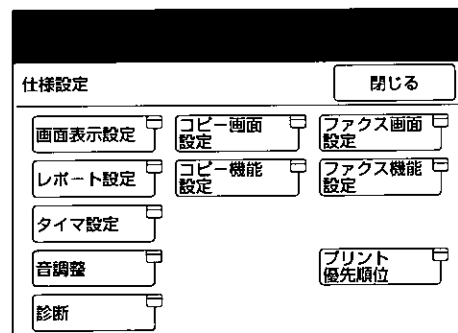 仕様設定
閉じる
画面表示設定
コピー画面
設定
ファクス画面
設定
レポート設定
コピー機能
設定
ファクス機能
設定
タイマ設定
音調整
プリント
優先順位
診断